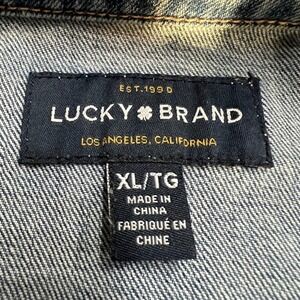 EST. 1990
LUCKY BRAND
LOS ANGELES, CALIFORNIA
XL/TG
MADE IN
CHINA
FABRIQUÉ EN
CHINE